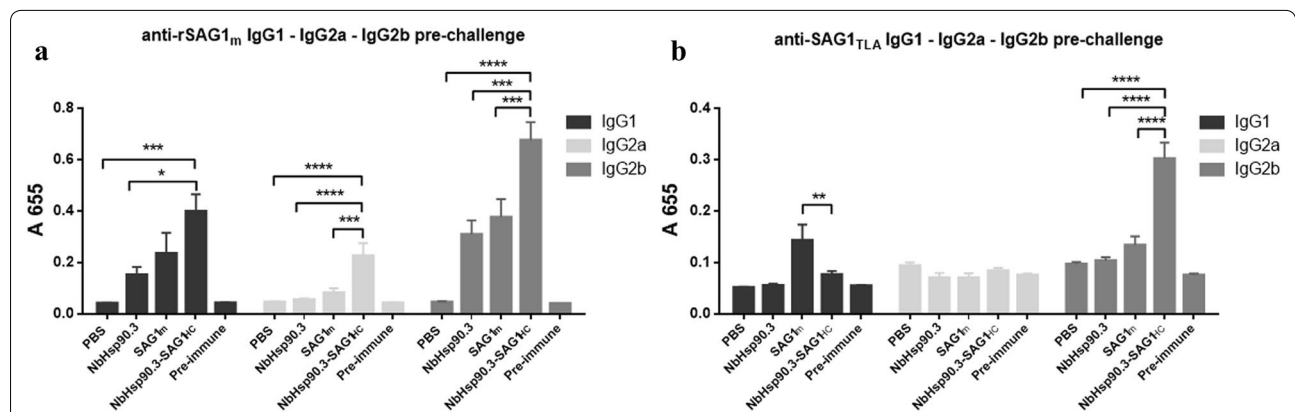 a
anti-rSAG1m IgG1 - IgG2a - IgG2b pre-challenge
A 655
0.8
0.6
0.4
0.2
0.0
***
*
****
****
***
****
***
***
IgG1
IgG2a
IgG2b
PBS
NbHsp90.3
SAG1m
NbHsp90.3-SAG1HC
Pre-immune
PBS
NbHsp90.3
SAG1m
NbHsp90.3-SAG1HC
Pre-immune
PBS
NbHsp90.3
SAG1m
NbHsp90.3-SAG1HC
Pre-immune
b
anti-SAG1TLA IgG1 - IgG2a - IgG2b pre-challenge
A 655
0.4
0.3
0.2
0.1
0.0
**
****
****
****
IgG1
IgG2a
IgG2b
PBS
NbHsp90.3
SAG1m
NbHsp90.3-SAG1HC
Pre-immune
PBS
NbHsp90.3
SAG1m
NbHsp90.3-SAG1HC
Pre-immune
PBS
NbHsp90.3
SAG1m
NbHsp90.3-SAG1HC
Pre-immune